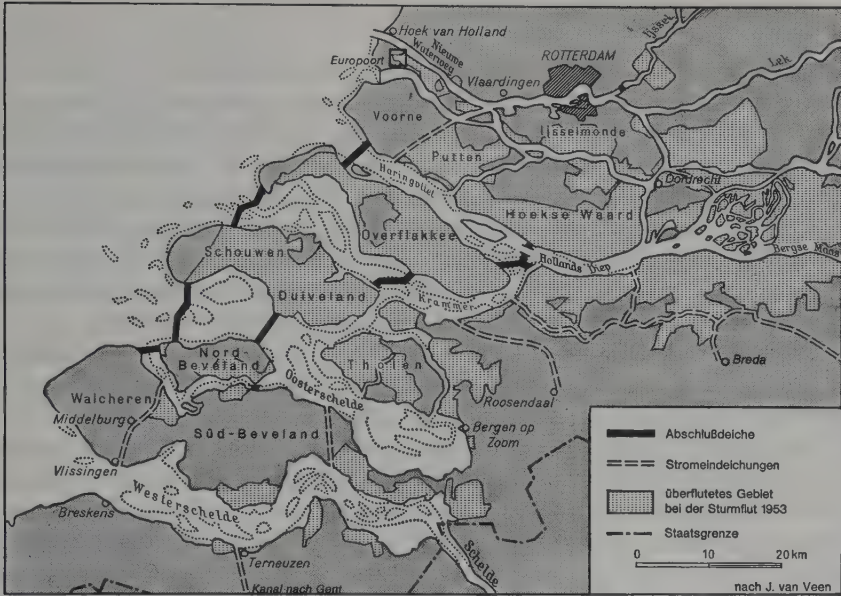 Hoek van Holland
Nieuwe
Waterweg
Europoort
ROTTERDAM
Ijssel
Lek
Vlaardingen
Voorne
Ijsselmonde
Putten
Haringvliet
Dordrecht
Hoekse Waard
Overflakkee
Schouwen
Hollands Diep
Bergse Maas
Duiveland
Krammer
Nord-
Beveland
Tholen
Breda
Oosterschelde
Walcheren
Roosendaal
Middelburg
Süd-Beveland
Bergen op
Zoom
Vlissingen
Westerschelde
Breskens
Schelde
Terneuzen
Kanal nach Gent
Abschlußdeiche
Stromeindeichungen
überflutetes Gebiet
bei der Sturmflut 1953
Staatsgrenze
0 10 20 km
nach J. van Veen